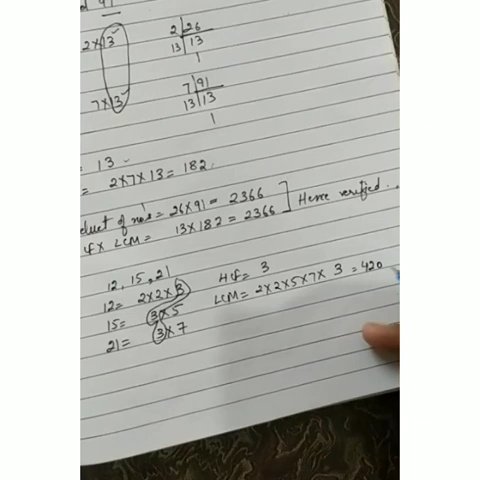 91
2×13
2 | 26
13 | 13
1
7×13
7 | 91
13 | 13
1
= 13
= 2×7×13 = 182
duct of no's = 26×91 = 2366
× LCM = 13×182 = 2366
Hence verified..
12, 15, 21
12= 2×2×3
15= 3×5
21= 3×7
HCF= 3
LCM= 2×2×5×7×3 = 420